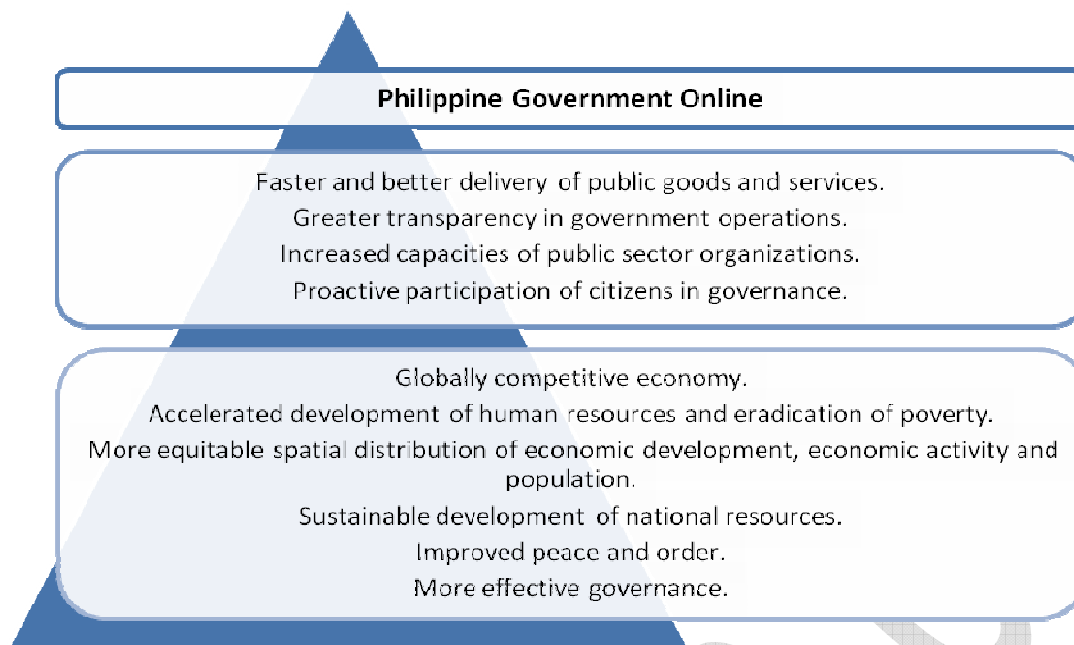 Philippine Government Online
Faster and better delivery of public goods and services.
Greater transparency in government operations.
Increased capacities of public sector organizations.
Proactive participation of citizens in governance.
Globally competitive economy.
Accelerated development of human resources and eradication of poverty.
More equitable spatial distribution of economic development, economic activity and
population.
Sustainable development of national resources.
Improved peace and order.
More effective governance.